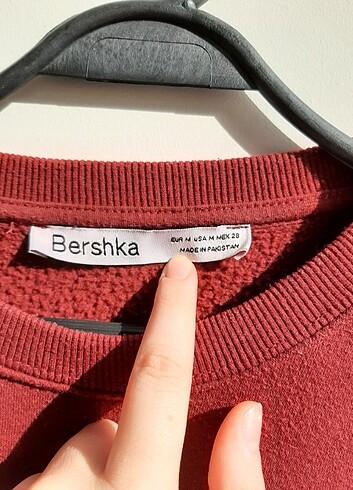 Bershka
EUR M USA M MEX 28
MADE IN PAKISTAN